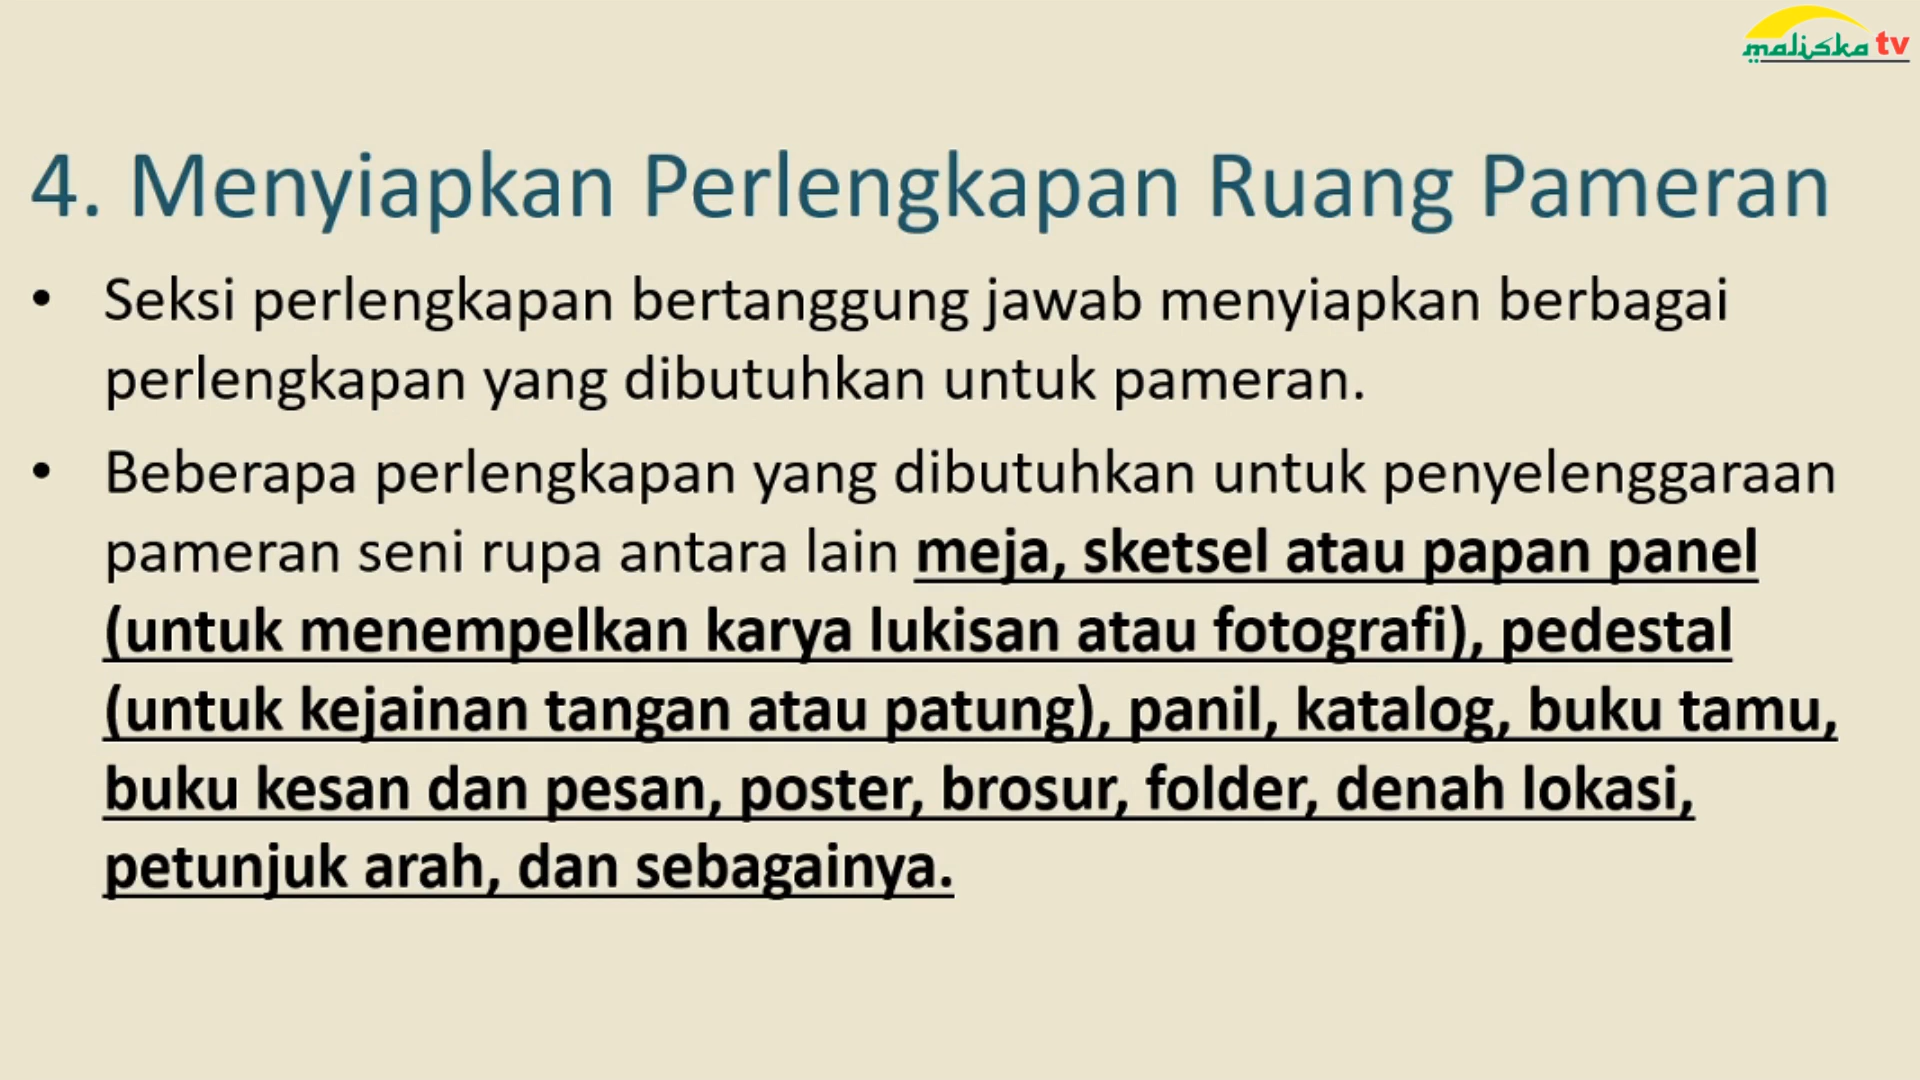 maliska tv
4. Menyiapkan Perlengkapan Ruang Pameran
• Seksi perlengkapan bertanggung jawab menyiapkan berbagai
perlengkapan yang dibutuhkan untuk pameran.
• Beberapa perlengkapan yang dibutuhkan untuk penyelenggaraan
pameran seni rupa antara lain meja, sketsel atau papan panel
(untuk menempelkan karya lukisan atau fotografi), pedestal
(untuk kejainan tangan atau patung), panil, katalog, buku tamu,
buku kesan dan pesan, poster, brosur, folder, denah lokasi,
petunjuk arah, dan sebagainya.